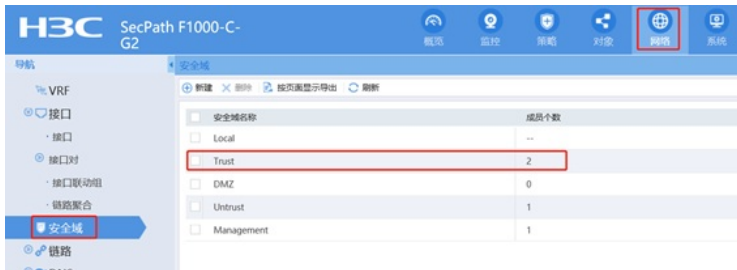 H3C SecPath F1000-C-G2
概览 监控 策略 对象 网络 系统
导航
安全域
VRF
新建 删除 按页面显示导出 刷新
接口
安全域名称 成员个数
接口
Local --
接口对
Trust 2
接口联动组
DMZ 0
链路聚合
Untrust 1
安全域
Management 1
链路